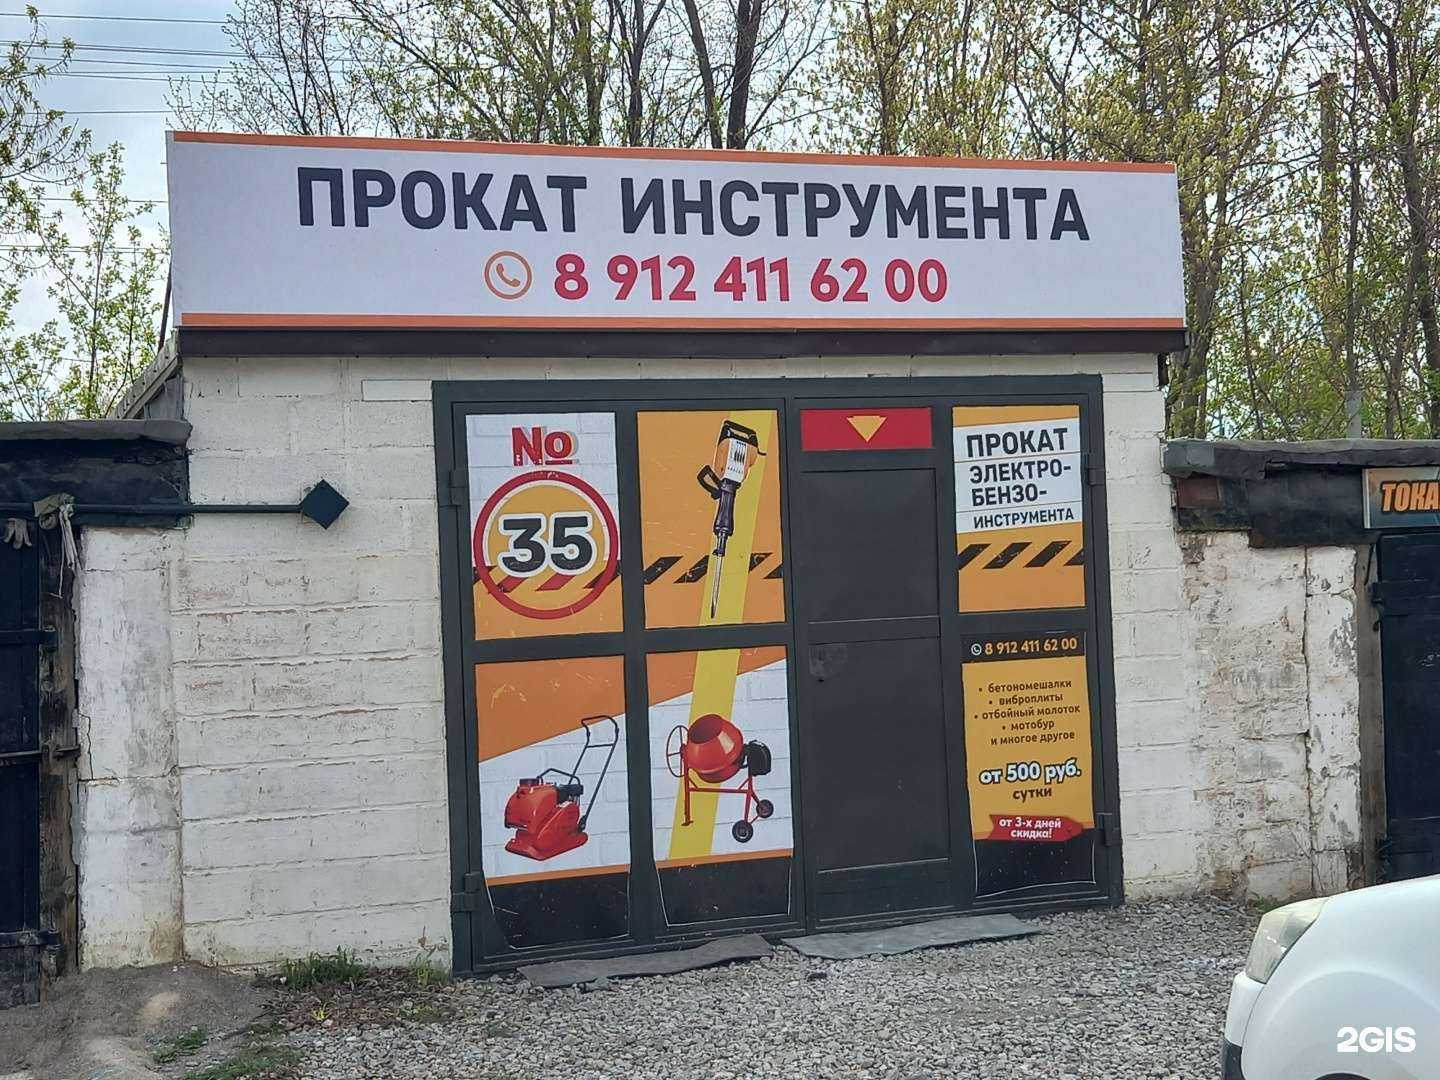 ПРОКАТ ИНСТРУМЕНТА
8 912 411 62 00
No
35
ПРОКАТ
ЭЛЕКТРО-
БЕНЗО-
ИНСТРУМЕНТА
8 912 411 62 00
• бетономешалки
• виброплиты
• отбойный молоток
• мотобур
и многое другое
от 500 руб.
сутки
от 3-х дней
скидка!
ТОКА
2GIS